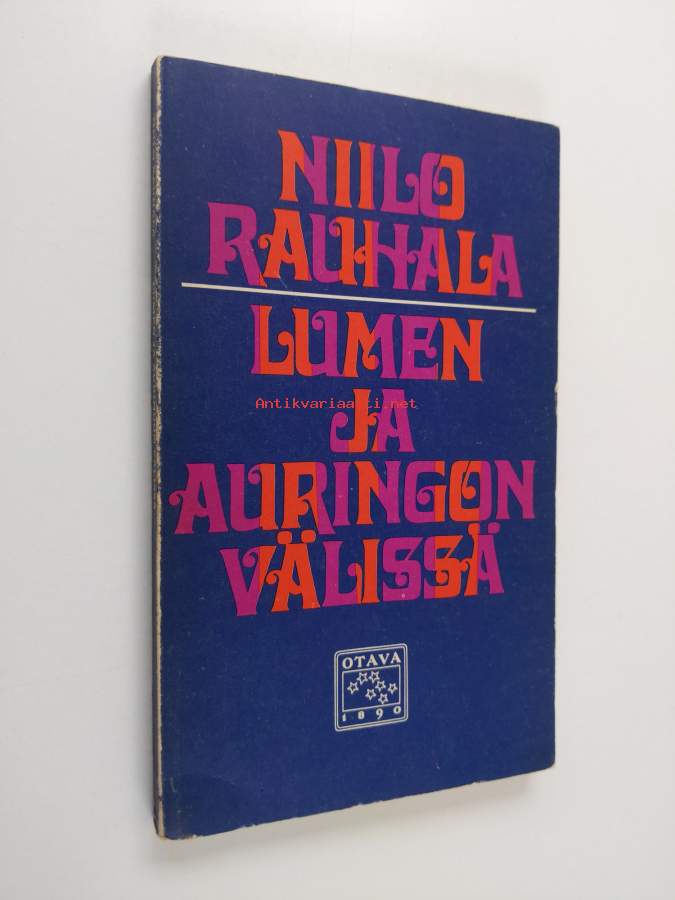 NIILO
RAUHALA
LUMEN
JA
Antikvariaatti.net
AURINGON
VÄLISSÄ
OTAVA
1890